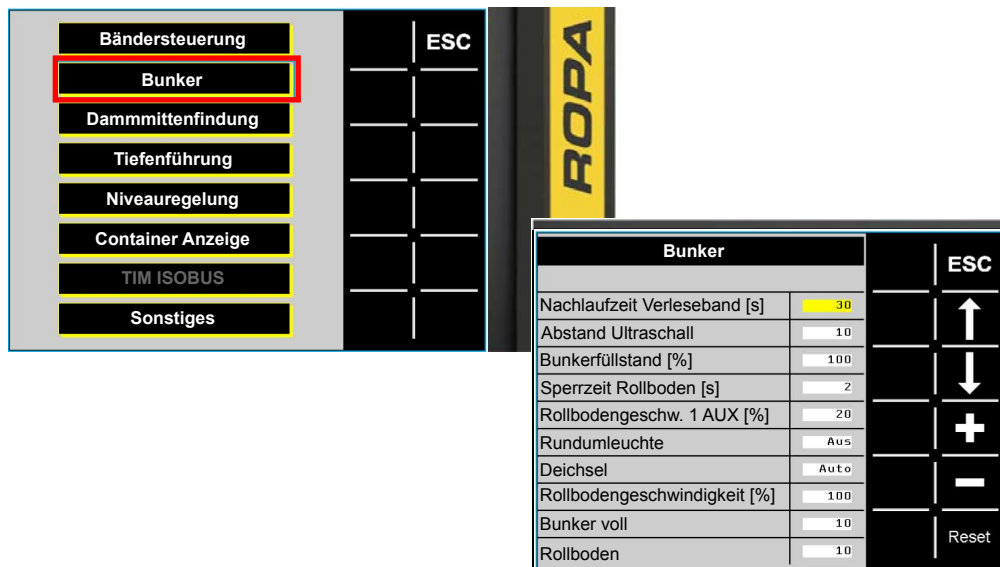 Bändersteuerung
ESC
Bunker
Dammmittenfindung
Tiefenführung
Niveauregelung
Container Anzeige
TIM ISOBUS
Sonstiges
ROPA
Bunker
ESC
Nachlaufzeit Verleseband [s] 30
Abstand Ultraschall 10
Bunkerfüllstand [%] 100
Sperrzeit Rollboden [s] 2
Rollbodengeschw. 1 AUX [%] 20
Rundumleuchte Aus
Deichsel Auto
Rollbodengeschwindigkeit [%] 100
Bunker voll 10
Reset
Rollboden 10